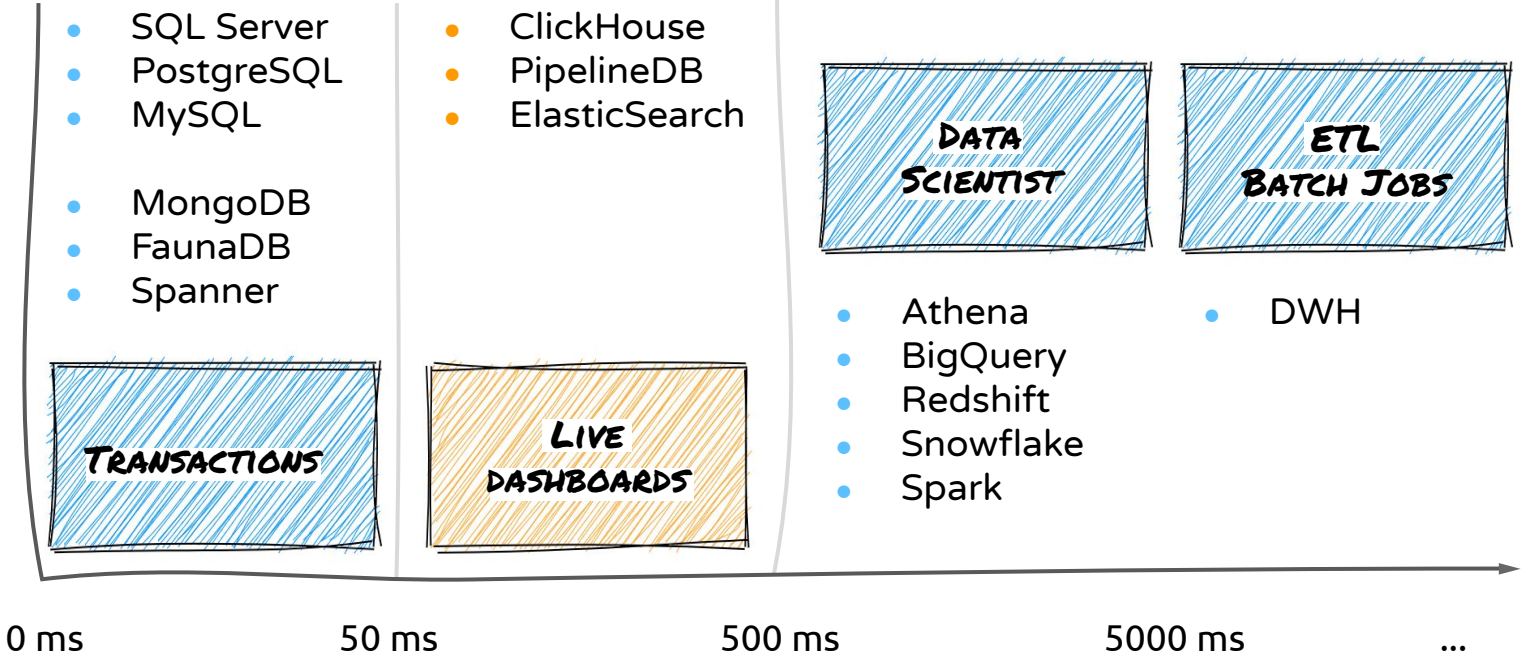 SQL Server
PostgreSQL
MySQL
MongoDB
FaunaDB
Spanner
TRANSACTIONS
ClickHouse
PipelineDB
ElasticSearch
LIVE
DASHBOARDS
DATA
SCIENTIST
Athena
BigQuery
Redshift
Snowflake
Spark
ETL
BATCH JOBS
DWH
0 ms
50 ms
500 ms
5000 ms
...